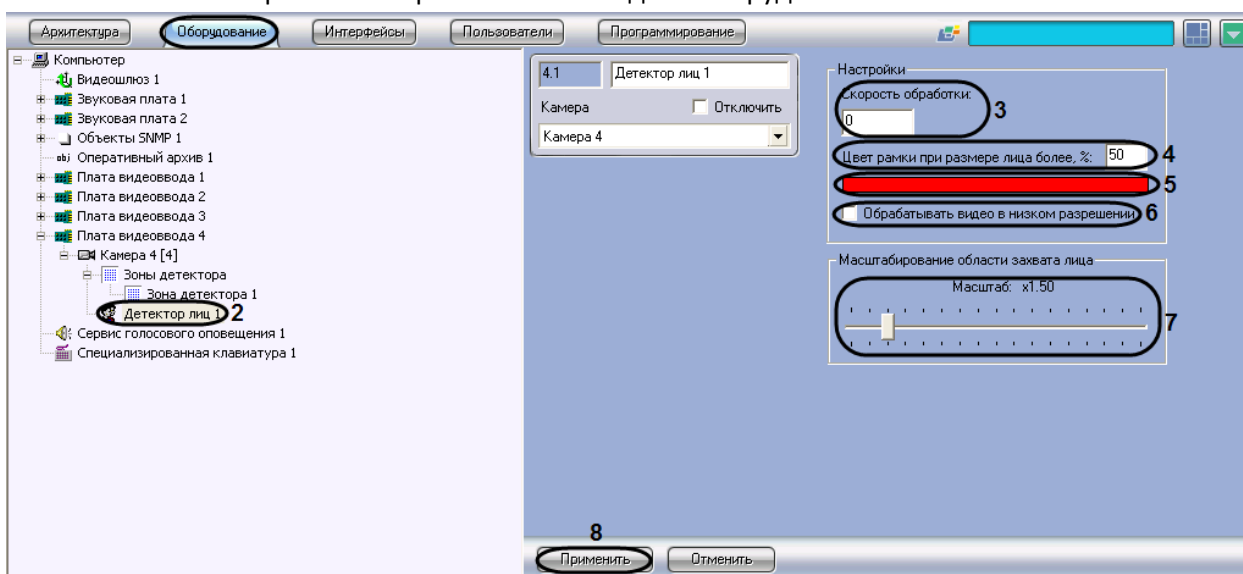 Архитектура Оборудование Интерфейсы Пользователи Программирование
Компьютер
Видеошлюз 1
Звуковая плата 1
Звуковая плата 2
Объекты SNMP 1
obj Оперативный архив 1
Плата видеоввода 1
Плата видеоввода 2
Плата видеоввода 3
Плата видеоввода 4
Камера 4 [4]
Зоны детектора
Зона детектора 1
Детектор лиц 1 2
Сервис голосового оповещения 1
Специализированная клавиатура 1
4.1 Детектор лиц 1
Камера Отключить
Камера 4
Настройки
Скорость обработки:
0
3
Цвет рамки при размере лица более, %: 50 4
5
Обрабатывать видео в низком разрешении 6
Масштабирование области захвата лица
Масштаб: x1.50
7
8
Применить Отменить